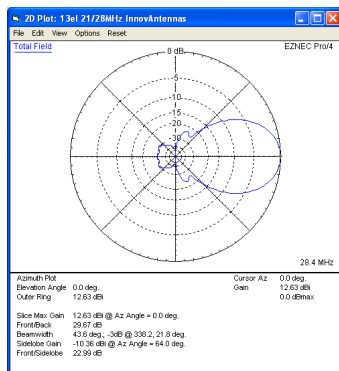 2D Plot: 13el 21/28MHz InnovAntennas
File Edit View Options Reset
Total Field
EZNEC Pro/4
0 dB
-5
-10
-15
-20
-30
28.4 MHz
Azimuth Plot
Elevation Angle 0.0 deg.
Outer Ring 12.63 dBi
Cursor Az 0.0 deg.
Gain 12.63 dBi
0.0 dBmax
Slice Max Gain 12.63 dBi @ Az Angle = 0.0 deg.
Front/Back 29.67 dB
Beamwidth 43.6 deg.; -3dB @ 338.2, 21.8 deg.
Sidelobe Gain -10.36 dBi @ Az Angle = 64.0 deg.
Front/Sidelobe 22.99 dB